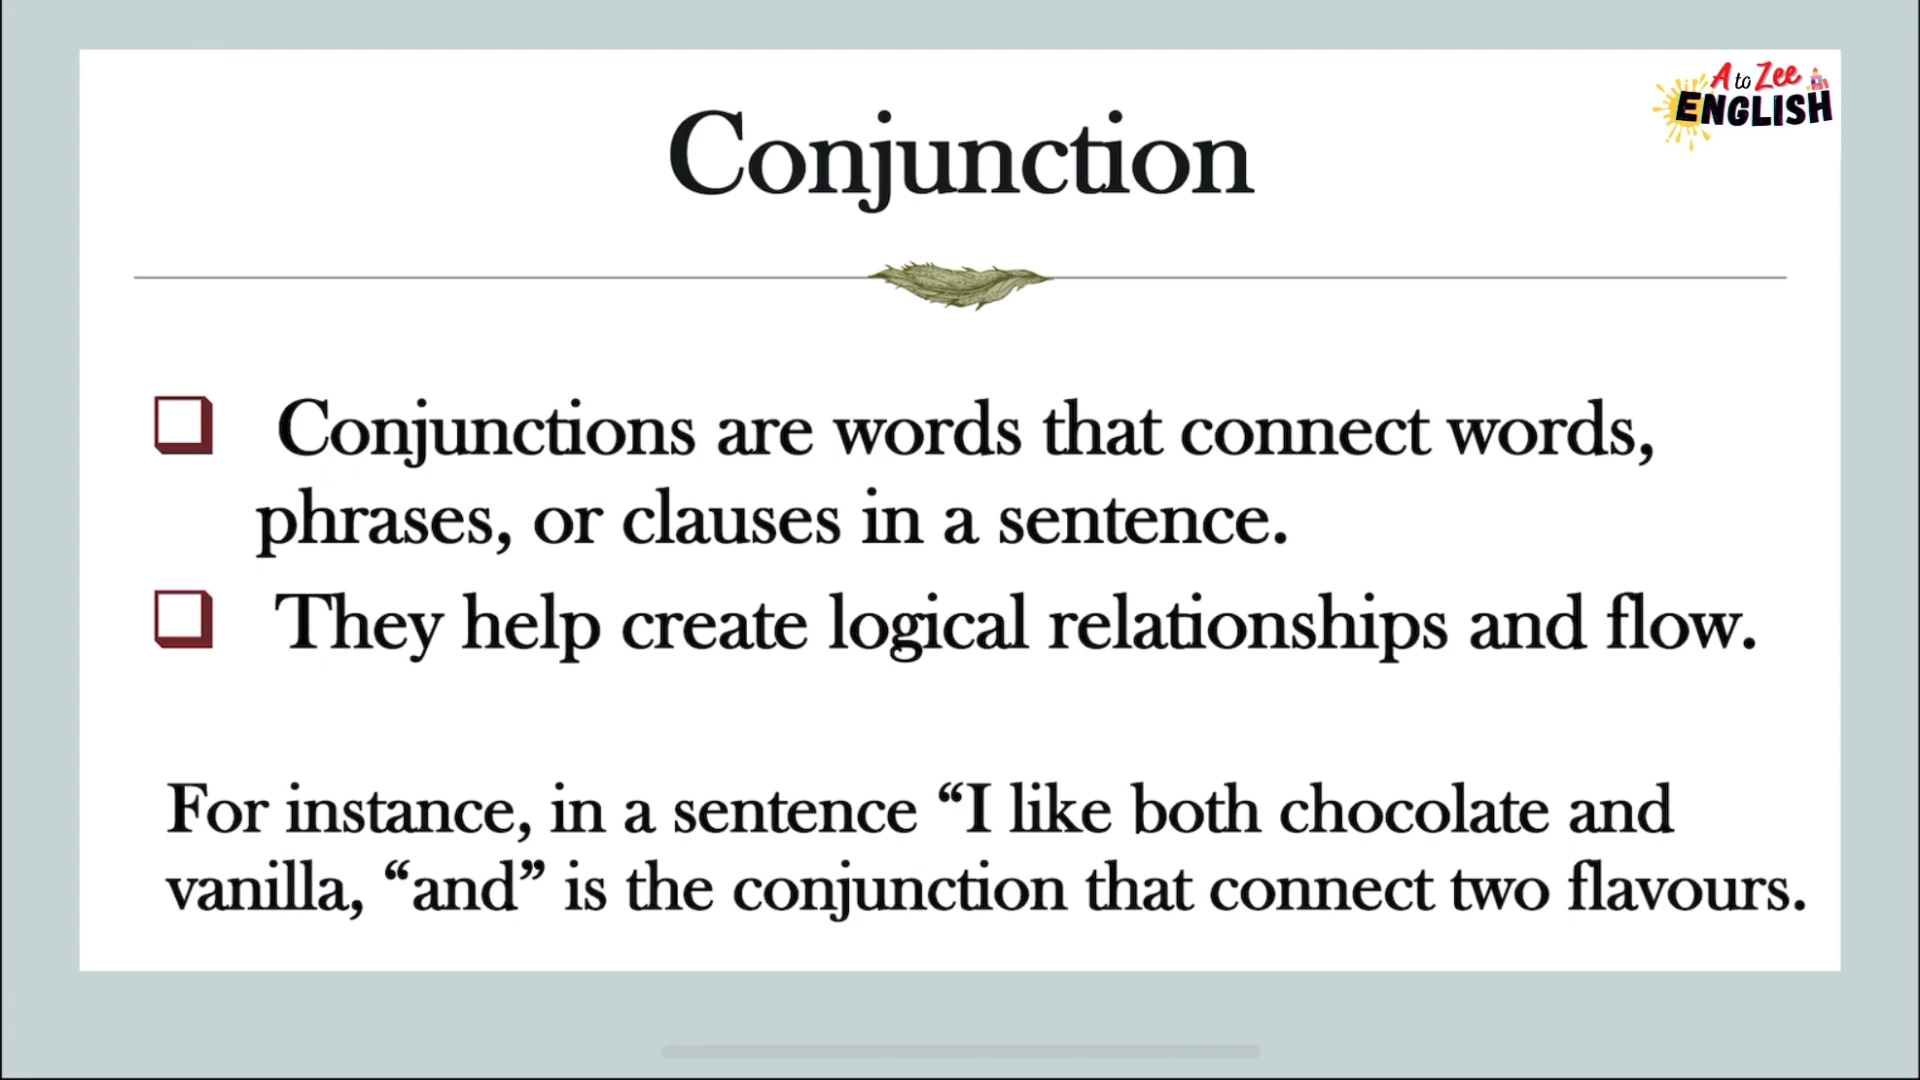 A to Zee
ENGLISH
Conjunction
Conjunctions are words that connect words,
phrases, or clauses in a sentence.
They help create logical relationships and flow.
For instance, in a sentence “I like both chocolate and
vanilla, “and” is the conjunction that connect two flavours.